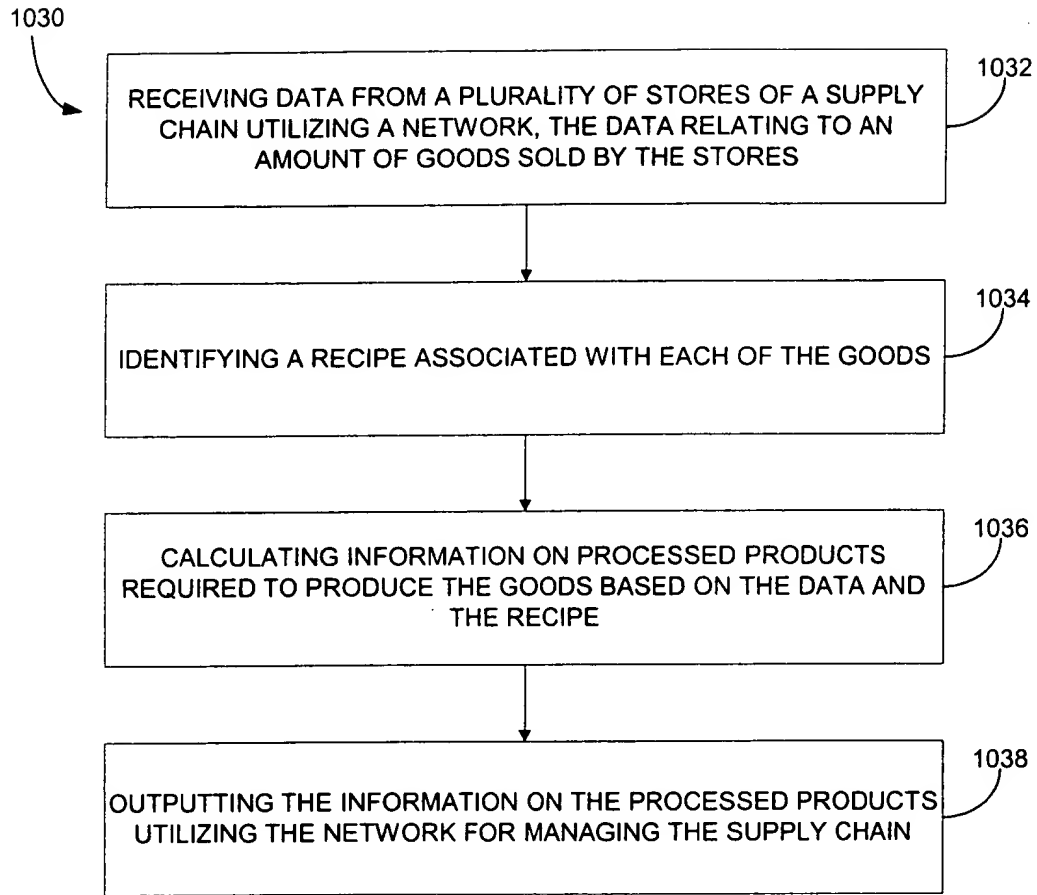 1030
1032
RECEIVING DATA FROM A PLURALITY OF STORES OF A SUPPLY
CHAIN UTILIZING A NETWORK, THE DATA RELATING TO AN
AMOUNT OF GOODS SOLD BY THE STORES
1034
IDENTIFYING A RECIPE ASSOCIATED WITH EACH OF THE GOODS
1036
CALCULATING INFORMATION ON PROCESSED PRODUCTS
REQUIRED TO PRODUCE THE GOODS BASED ON THE DATA AND
THE RECIPE
1038
OUTPUTTING THE INFORMATION ON THE PROCESSED PRODUCTS
UTILIZING THE NETWORK FOR MANAGING THE SUPPLY CHAIN